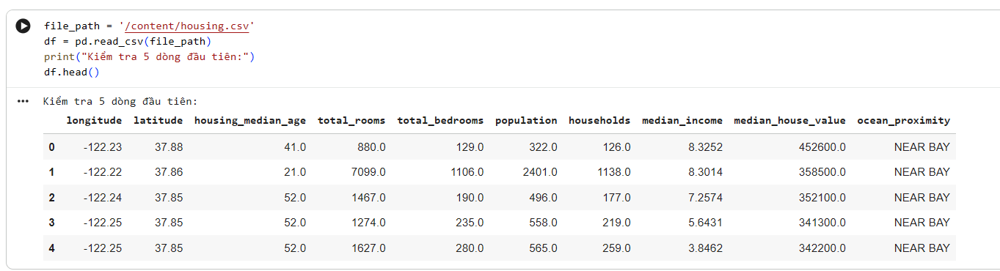 file_path = '/content/housing.csv'
df = pd.read_csv(file_path)
print("Kiểm tra 5 dòng đầu tiên:")
df.head()
Kiểm tra 5 dòng đầu tiên:
longitude latitude housing_median_age total_rooms total_bedrooms population households median_income median_house_value ocean_proximity
0 -122.23 37.88 41.0 880.0 129.0 322.0 126.0 8.3252 452600.0 NEAR BAY
1 -122.22 37.86 21.0 7099.0 1106.0 2401.0 1138.0 8.3014 358500.0 NEAR BAY
2 -122.24 37.85 52.0 1467.0 190.0 496.0 177.0 7.2574 352100.0 NEAR BAY
3 -122.25 37.85 52.0 1274.0 235.0 558.0 219.0 5.6431 341300.0 NEAR BAY
4 -122.25 37.85 52.0 1627.0 280.0 565.0 259.0 3.8462 342200.0 NEAR BAY